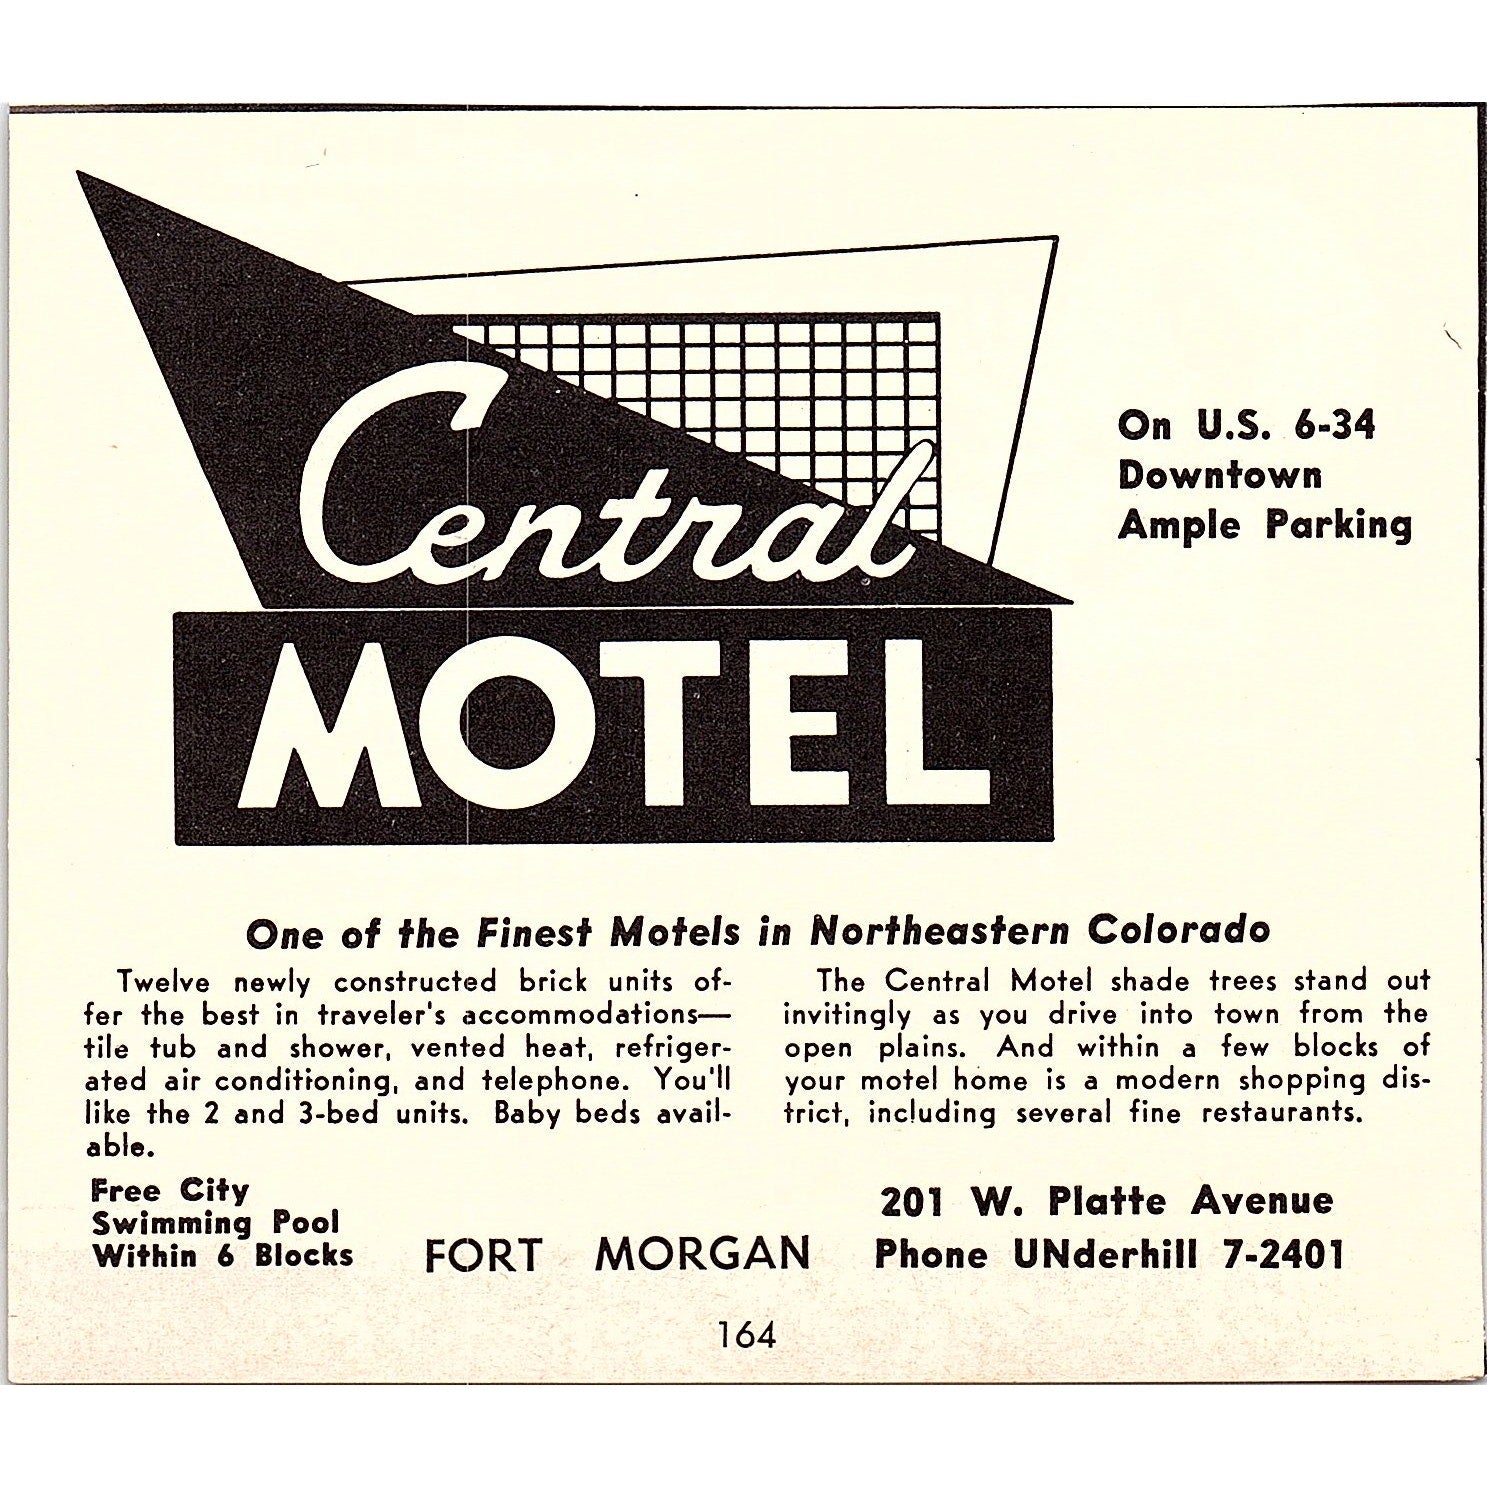 Central
MOTEL
On U.S. 6-34
Downtown
Ample Parking
One of the Finest Motels in Northeastern Colorado
Twelve newly constructed brick units of-
fer the best in traveler's accommodations—
tile tub and shower, vented heat, refriger-
ated air conditioning, and telephone. You'll
like the 2 and 3-bed units. Baby beds avail-
able.
The Central Motel shade trees stand out
invitingly as you drive into town from the
open plains. And within a few blocks of
your motel home is a modern shopping dis-
trict, including several fine restaurants.
Free City
Swimming Pool
Within 6 Blocks
FORT MORGAN
201 W. Platte Avenue
Phone UNderhill 7-2401
164